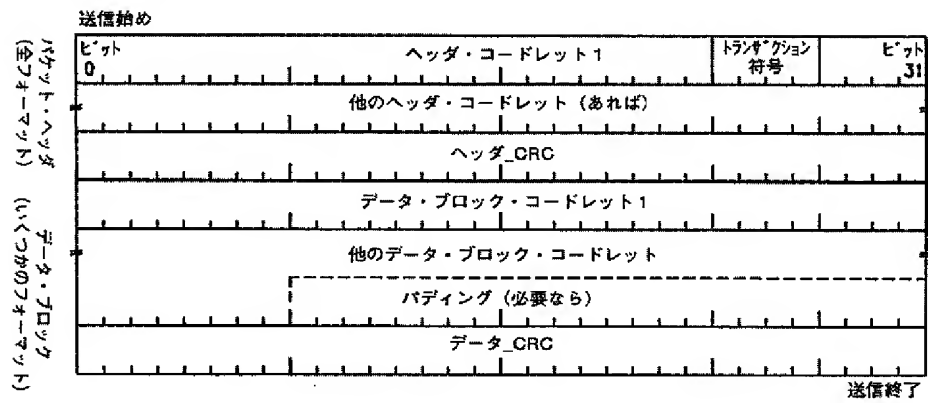 送信始め
パケット・ヘッダ
(全フォーマット)
ビット
0
ヘッダ・コードレット1
トランザクション
符号
ビット
31
他のヘッダ・コードレット (あれば)
ヘッダ_CRC
データ・ブロック
(いくつかのフォーマット)
データ・ブロック・コードレット1
他のデータ・ブロック・コードレット
パディング (必要なら)
データ_CRC
送信終了